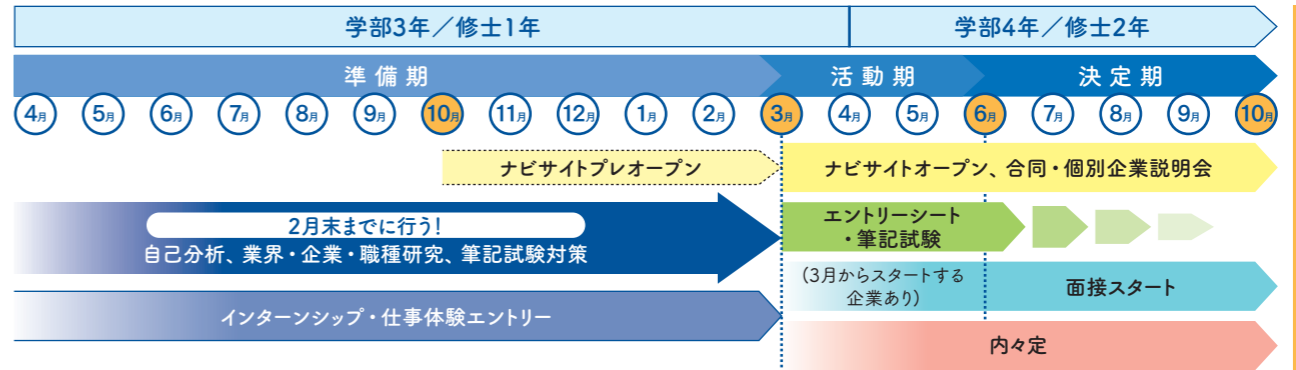 学部3年／修士1年
学部4年／修士2年
準備期
活動期
決定期
4月 5月 6月 7月 8月 9月 10月 11月 12月 1月 2月 3月 4月 5月 6月 7月 8月 9月 10月
ナビサイトプレオープン
ナビサイトオープン、合同・個別企業説明会
2月末までに行う!
自己分析、業界・企業・職種研究、筆記試験対策
エントリーシート
・筆記試験
(3月からスタートする
企業あり)
面接スタート
インターンシップ・仕事体験エントリー
内々定